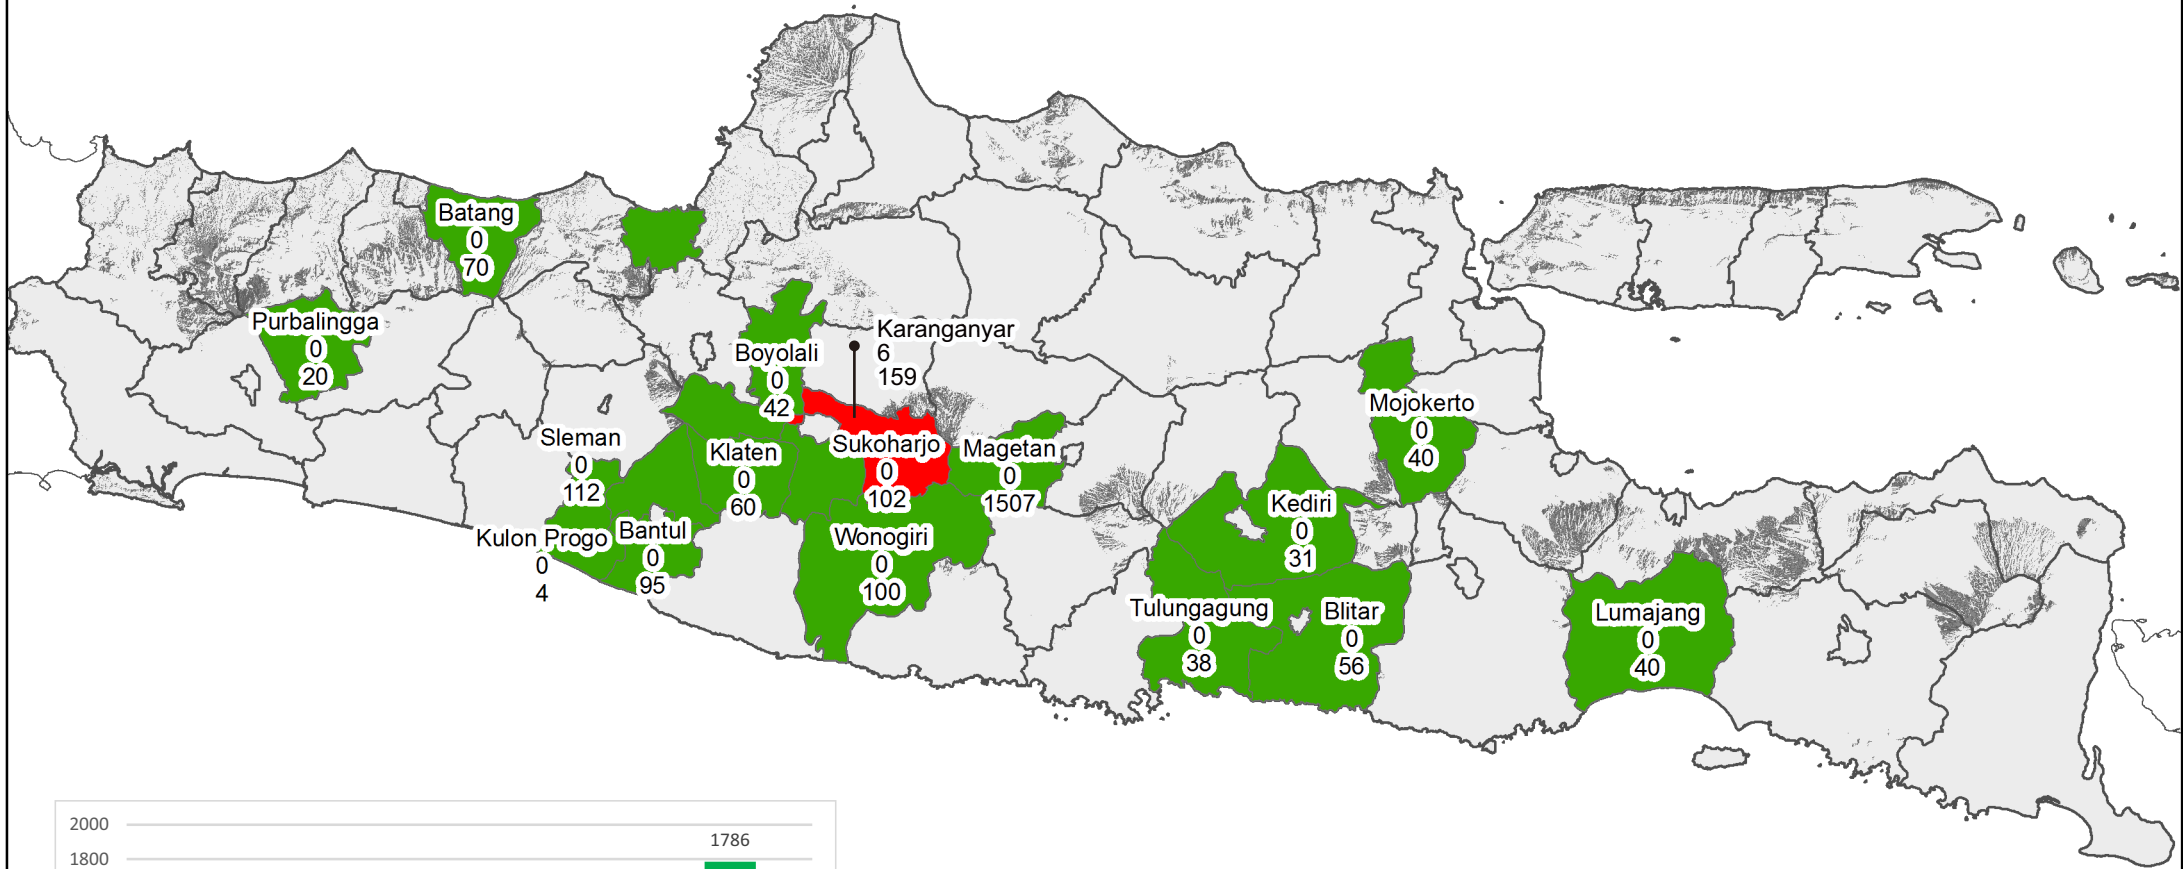 Batang
0
70
Purbalingga
0
20
Karanganyar
6
159
Boyolali
0
42
Mojokerto
0
40
Sleman
0
112
Klaten
0
60
Sukoharjo
0
102
Magetan
0
1507
Kediri
0
31
Kulon Progo
0
4
Bantul
0
95
Wonogiri
0
100
Tulungagung
0
38
Blitar
0
56
Lumajang
0
40
2000
1786
1800